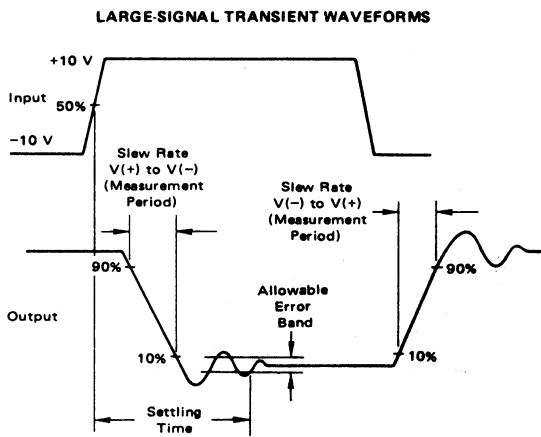 LARGE-SIGNAL TRANSIENT WAVEFORMS
+10 V
Input
50%
−10 V
Slew Rate
V(+) to V(−)
(Measurement
Period)
Slew Rate
V(−) to V(+)
(Measurement
Period)
90%
90%
Allowable
Error
Band
Output
10%
10%
Settling
Time